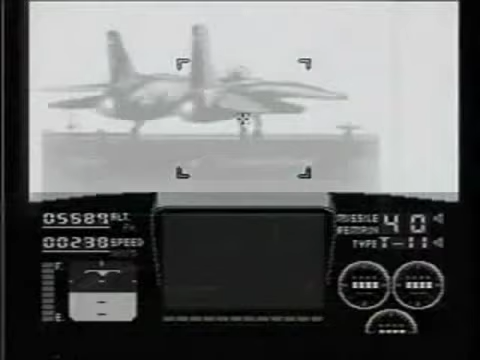 05689 ALT.
00238 SPEED
MISSILE
REMAIN 40
TYPE T-11
F
E